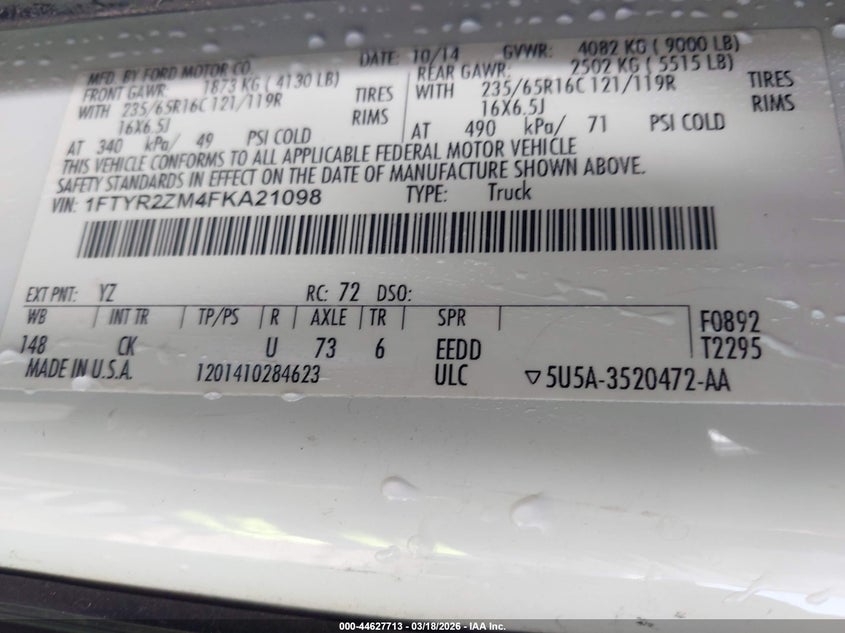 MFD. BY FORD MOTOR CO. DATE: 10/14 GVWR: 4082 KG ( 9000 LB)
FRONT GAWR: 1873 KG ( 4130 LB) REAR GAWR: 2502 KG ( 5515 LB)
WITH 235/65R16C 121/119R TIRES WITH 235/65R16C 121/119R TIRES
16X6.5J RIMS 16X6.5J RIMS
AT 340 kPa/ 49 PSI COLD AT 490 kPa/ 71 PSI COLD
THIS VEHICLE CONFORMS TO ALL APPLICABLE FEDERAL MOTOR VEHICLE
SAFETY STANDARDS IN EFFECT ON THE DATE OF MANUFACTURE SHOWN ABOVE.
VIN: 1FTYR2ZM4FKA21098 TYPE: Truck
EXT PNT: YZ RC: 72 DSO:
WB INT TR TP/PS R AXLE TR SPR F0892
148 CK U 73 6 EEDD T2295
MADE IN U.S.A. 1201410284623 ULC ▽5U5A-3520472-AA
000-44627713 - 03/18/2026 - IAA Inc.